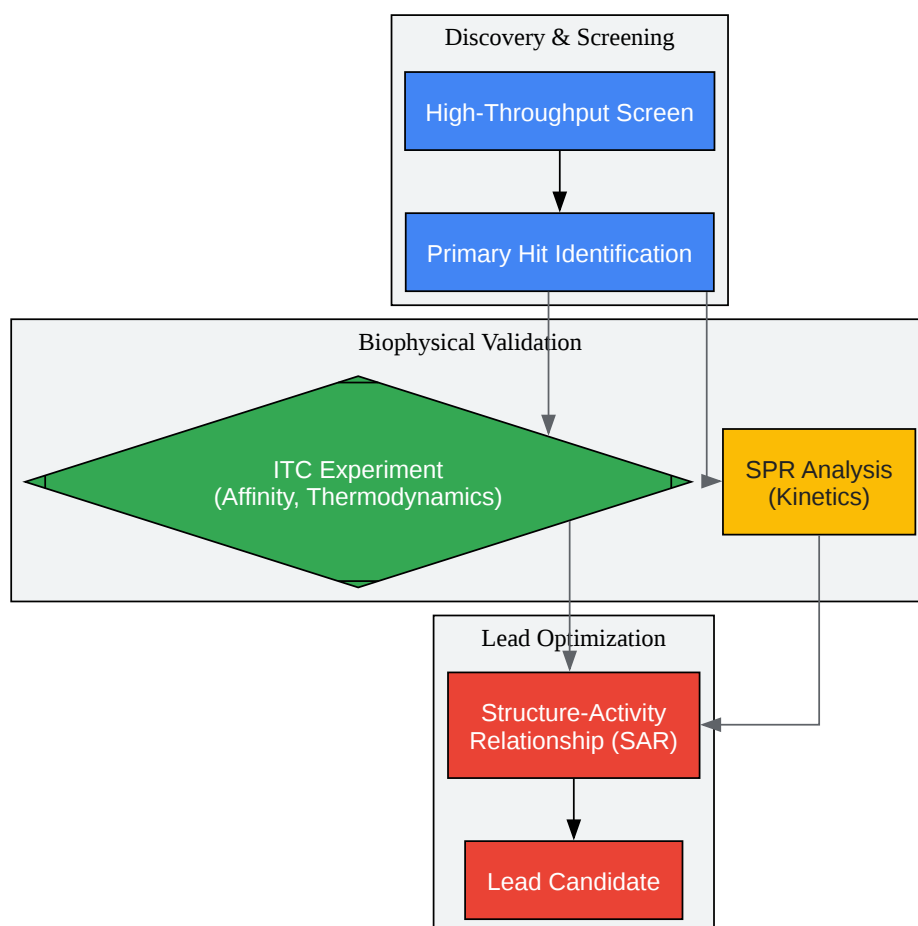 Discovery & Screening
High-Throughput Screen
Primary Hit Identification
Biophysical Validation
ITC Experiment
(Affinity, Thermodynamics)
SPR Analysis
(Kinetics)
Lead Optimization
Structure-Activity
Relationship (SAR)
Lead Candidate